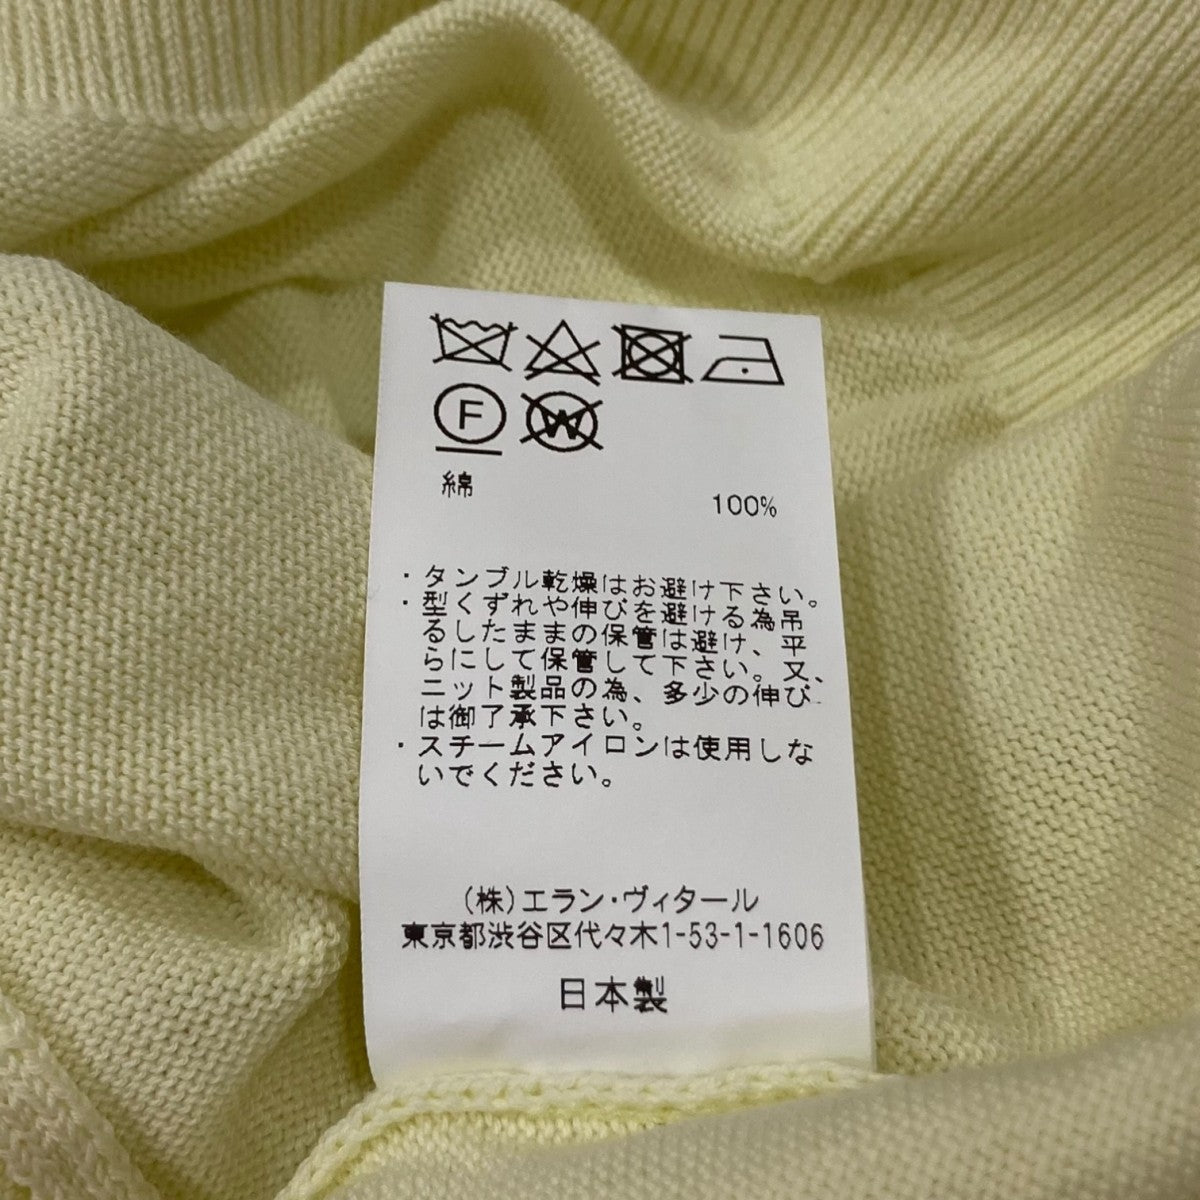 F W
綿
100%
・タンブル乾燥はお避け下さい。
・型くずれや伸びを避ける為吊
るしたままの保管は避け、平
らにして保管して下さい。又、
ニット製品の為、多少の伸び
は御了承下さい。
・スチームアイロンは使用しな
いでください。
(株)エラン・ヴィタール
東京都渋谷区代々木1-53-1-1606
日本製